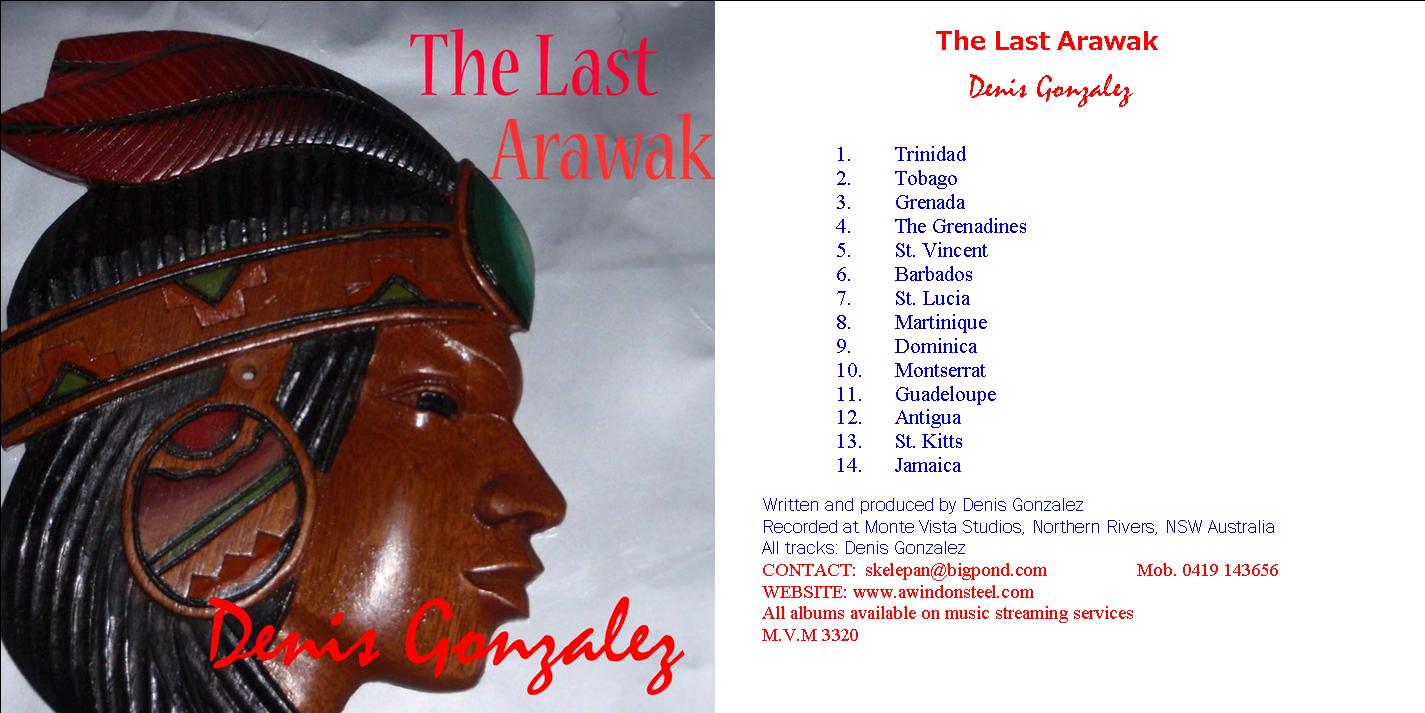 The Last
Arawak
Denis Gonzalez
The Last Arawak
Denis Gonzalez
1. Trinidad
2. Tobago
3. Grenada
4. The Grenadines
5. St. Vincent
6. Barbados
7. St. Lucia
8. Martinique
9. Dominica
10. Montserrat
11. Guadeloupe
12. Antigua
13. St. Kitts
14. Jamaica
Written and produced by Denis Gonzalez
Recorded at Monte Vista Studios, Northern Rivers, NSW Australia
All tracks: Denis Gonzalez
CONTACT: skelepan@bigpond.com Mob. 0419 143656
WEBSITE: www.awindonsteel.com
All albums available on music streaming services
M.V.M 3320